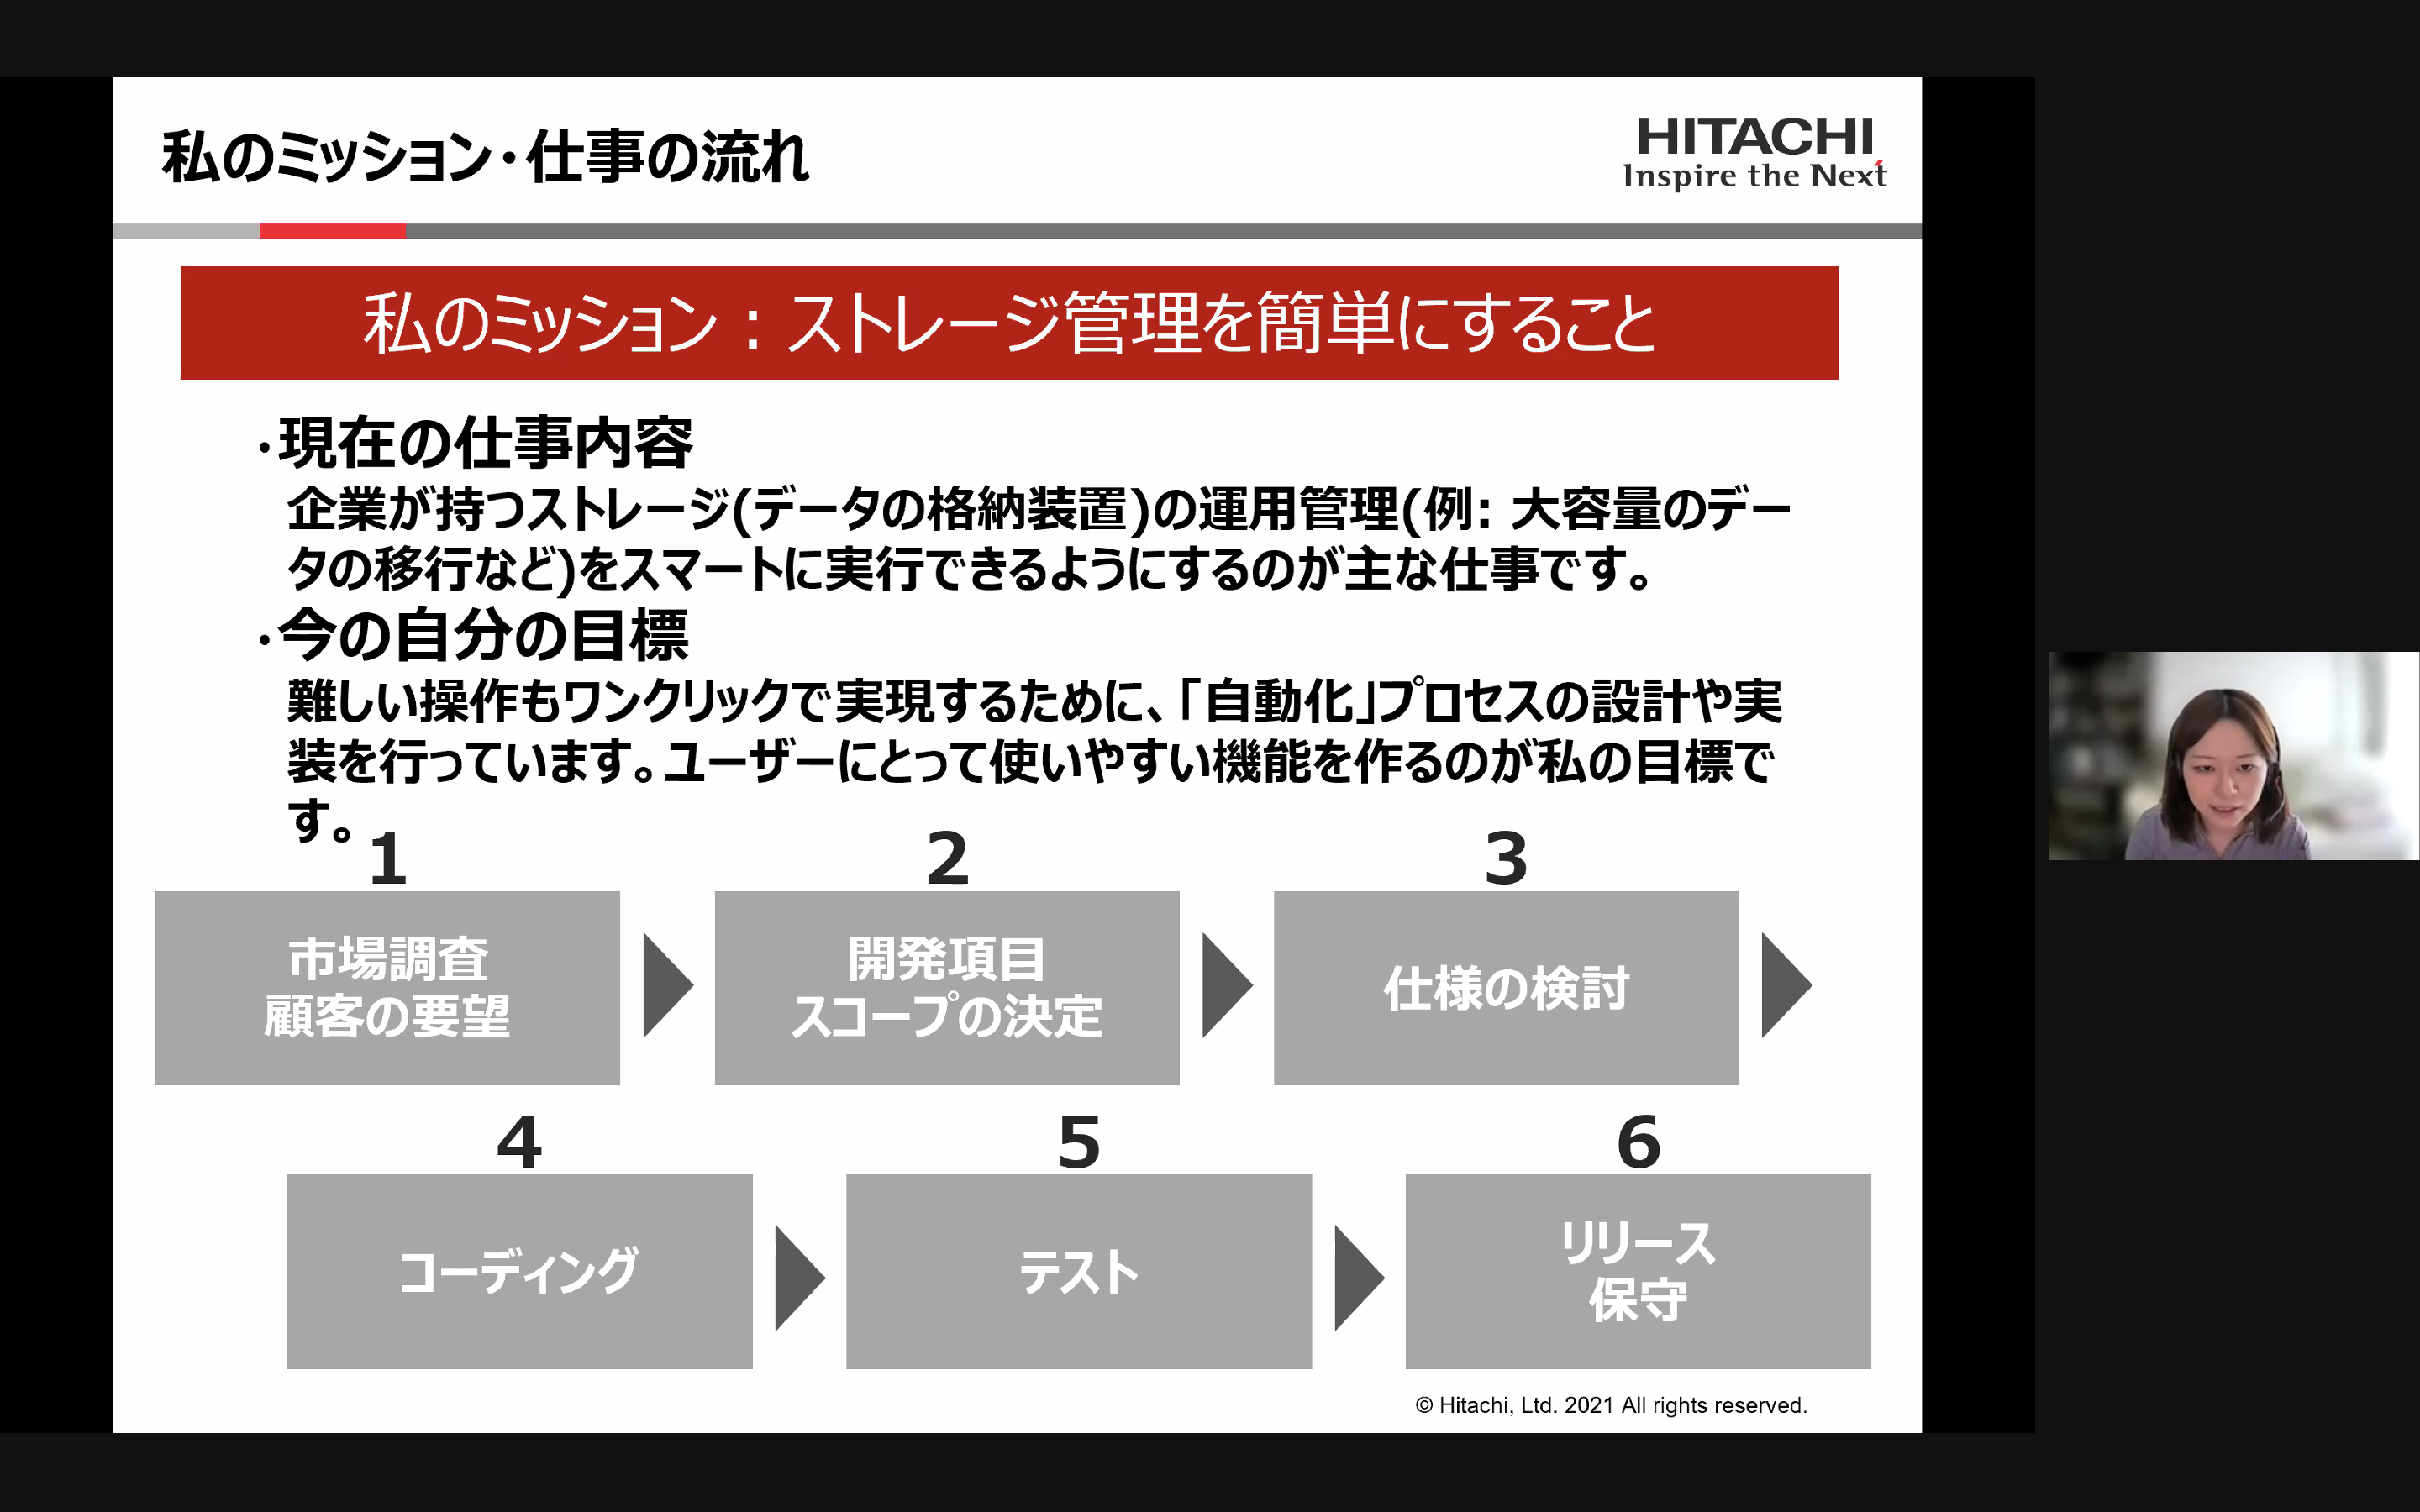 私のミッション・仕事の流れ
HITACHI
Inspire the Next
私のミッション：ストレージ管理を簡単にすること
・現在の仕事内容
企業が持つストレージ(データの格納装置)の運用管理(例: 大容量のデー
タの移行など)をスマートに実行できるようにするのが主な仕事です。
・今の自分の目標
難しい操作もワンクリックで実現するために、「自動化」プロセスの設計や実
装を行っています。ユーザーにとって使いやすい機能を作るのが私の目標で
す。
1
市場調査
顧客の要望
2
開発項目
スコープの決定
3
仕様の検討
4
コーディング
5
テスト
6
リリース
保守
© Hitachi, Ltd. 2021 All rights reserved.